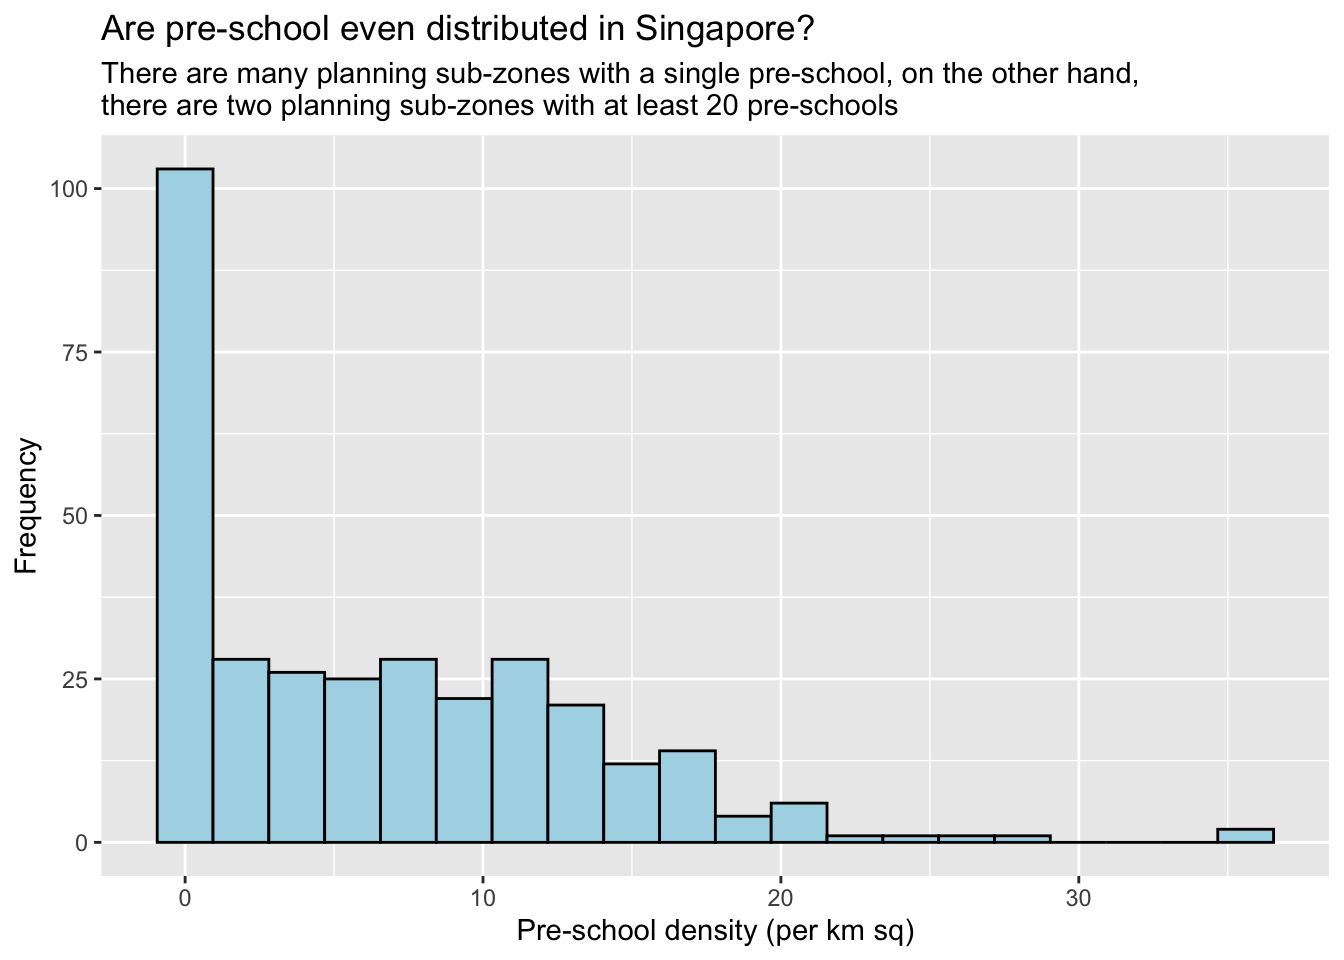 Are pre-school even distributed in Singapore?
There are many planning sub-zones with a single pre-school, on the other hand,
there are two planning sub-zones with at least 20 pre-schools
100
75
50
25
0
Frequency
0 10 20 30
Pre-school density (per km sq)